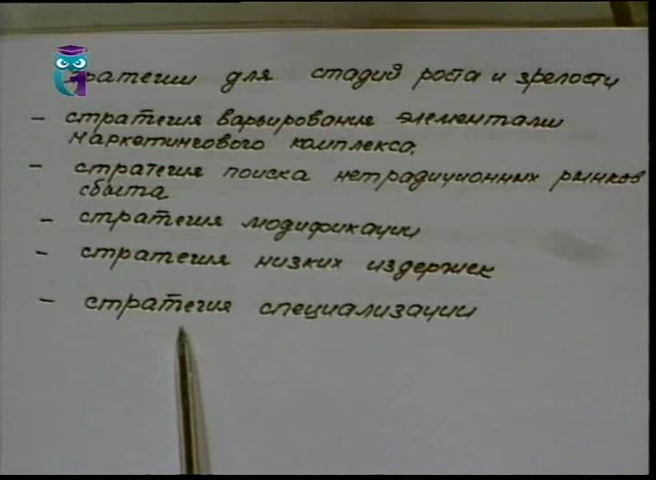 Стратегии для стадий роста и зрелости
- стратегия варьирования элементами
маркетингового комплекса;
- стратегия поиска нетрадиционных рынков
сбыта
- стратегия модификации
- стратегия низких издержек
- стратегия специализации